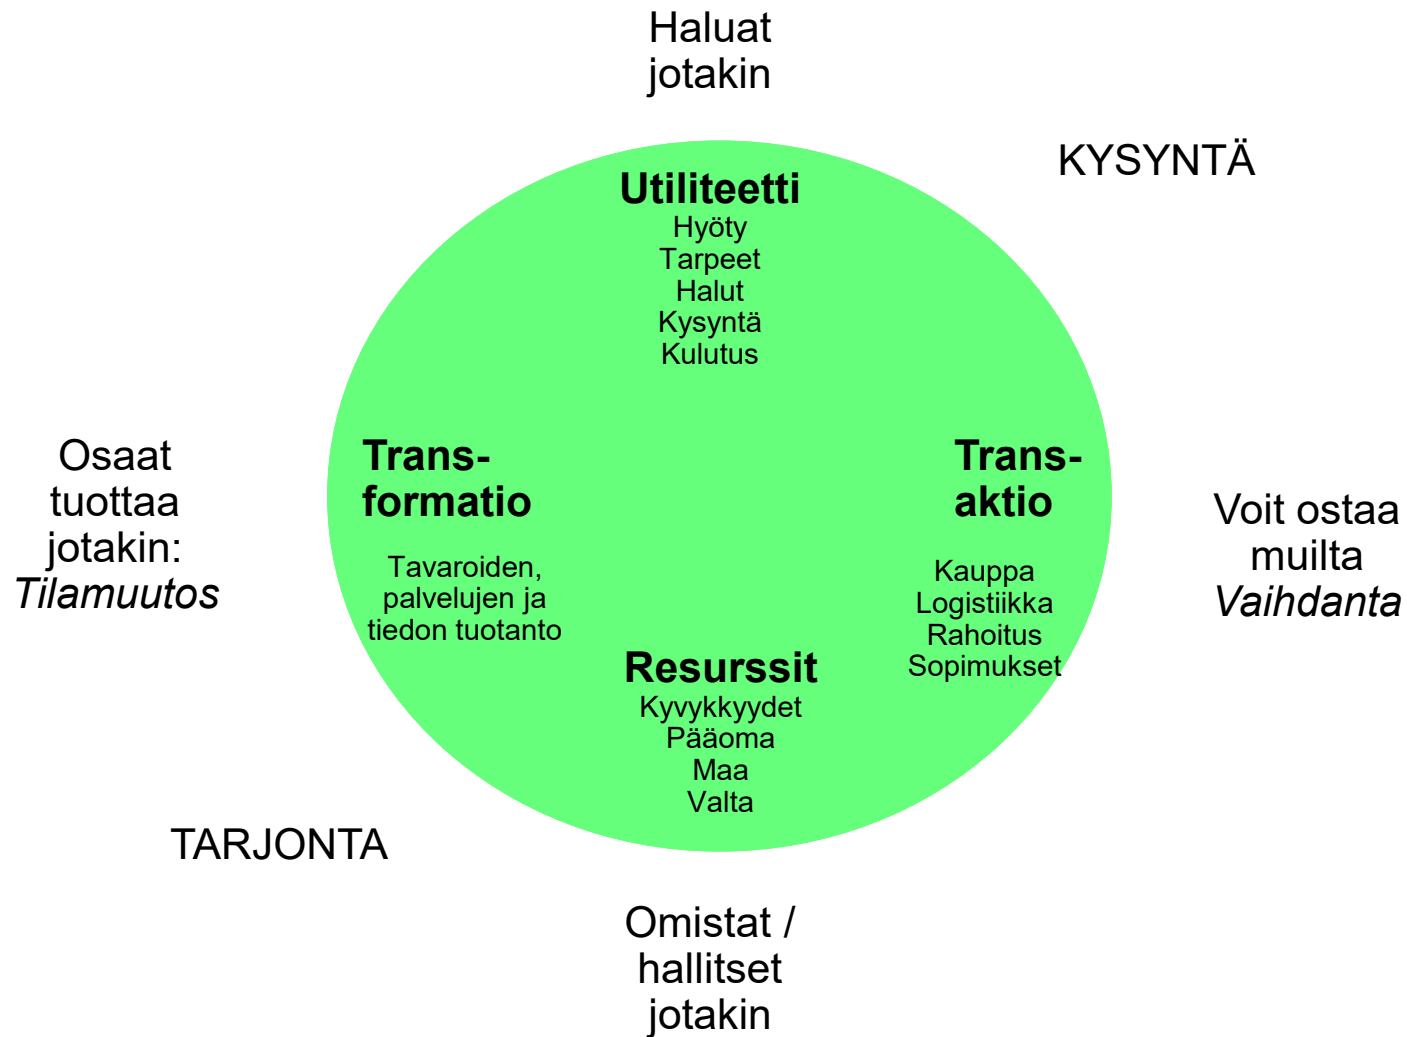 Haluat
jotakin
KYSYNTÄ
Utiliteetti
Hyöty
Tarpeet
Halut
Kysyntä
Kulutus
Osaat
tuottaa
jotakin:
Tilamuutos
Trans-
formatio
Tavaroiden,
palvelujen ja
tiedon tuotanto
Trans-
aktio
Kauppa
Logistiikka
Rahoitus
Sopimukset
Voit ostaa
muilta
Vaihdanta
Resurssit
Kyvykkyydet
Pääoma
Maa
Valta
TARJONTA
Omistat /
hallitset
jotakin